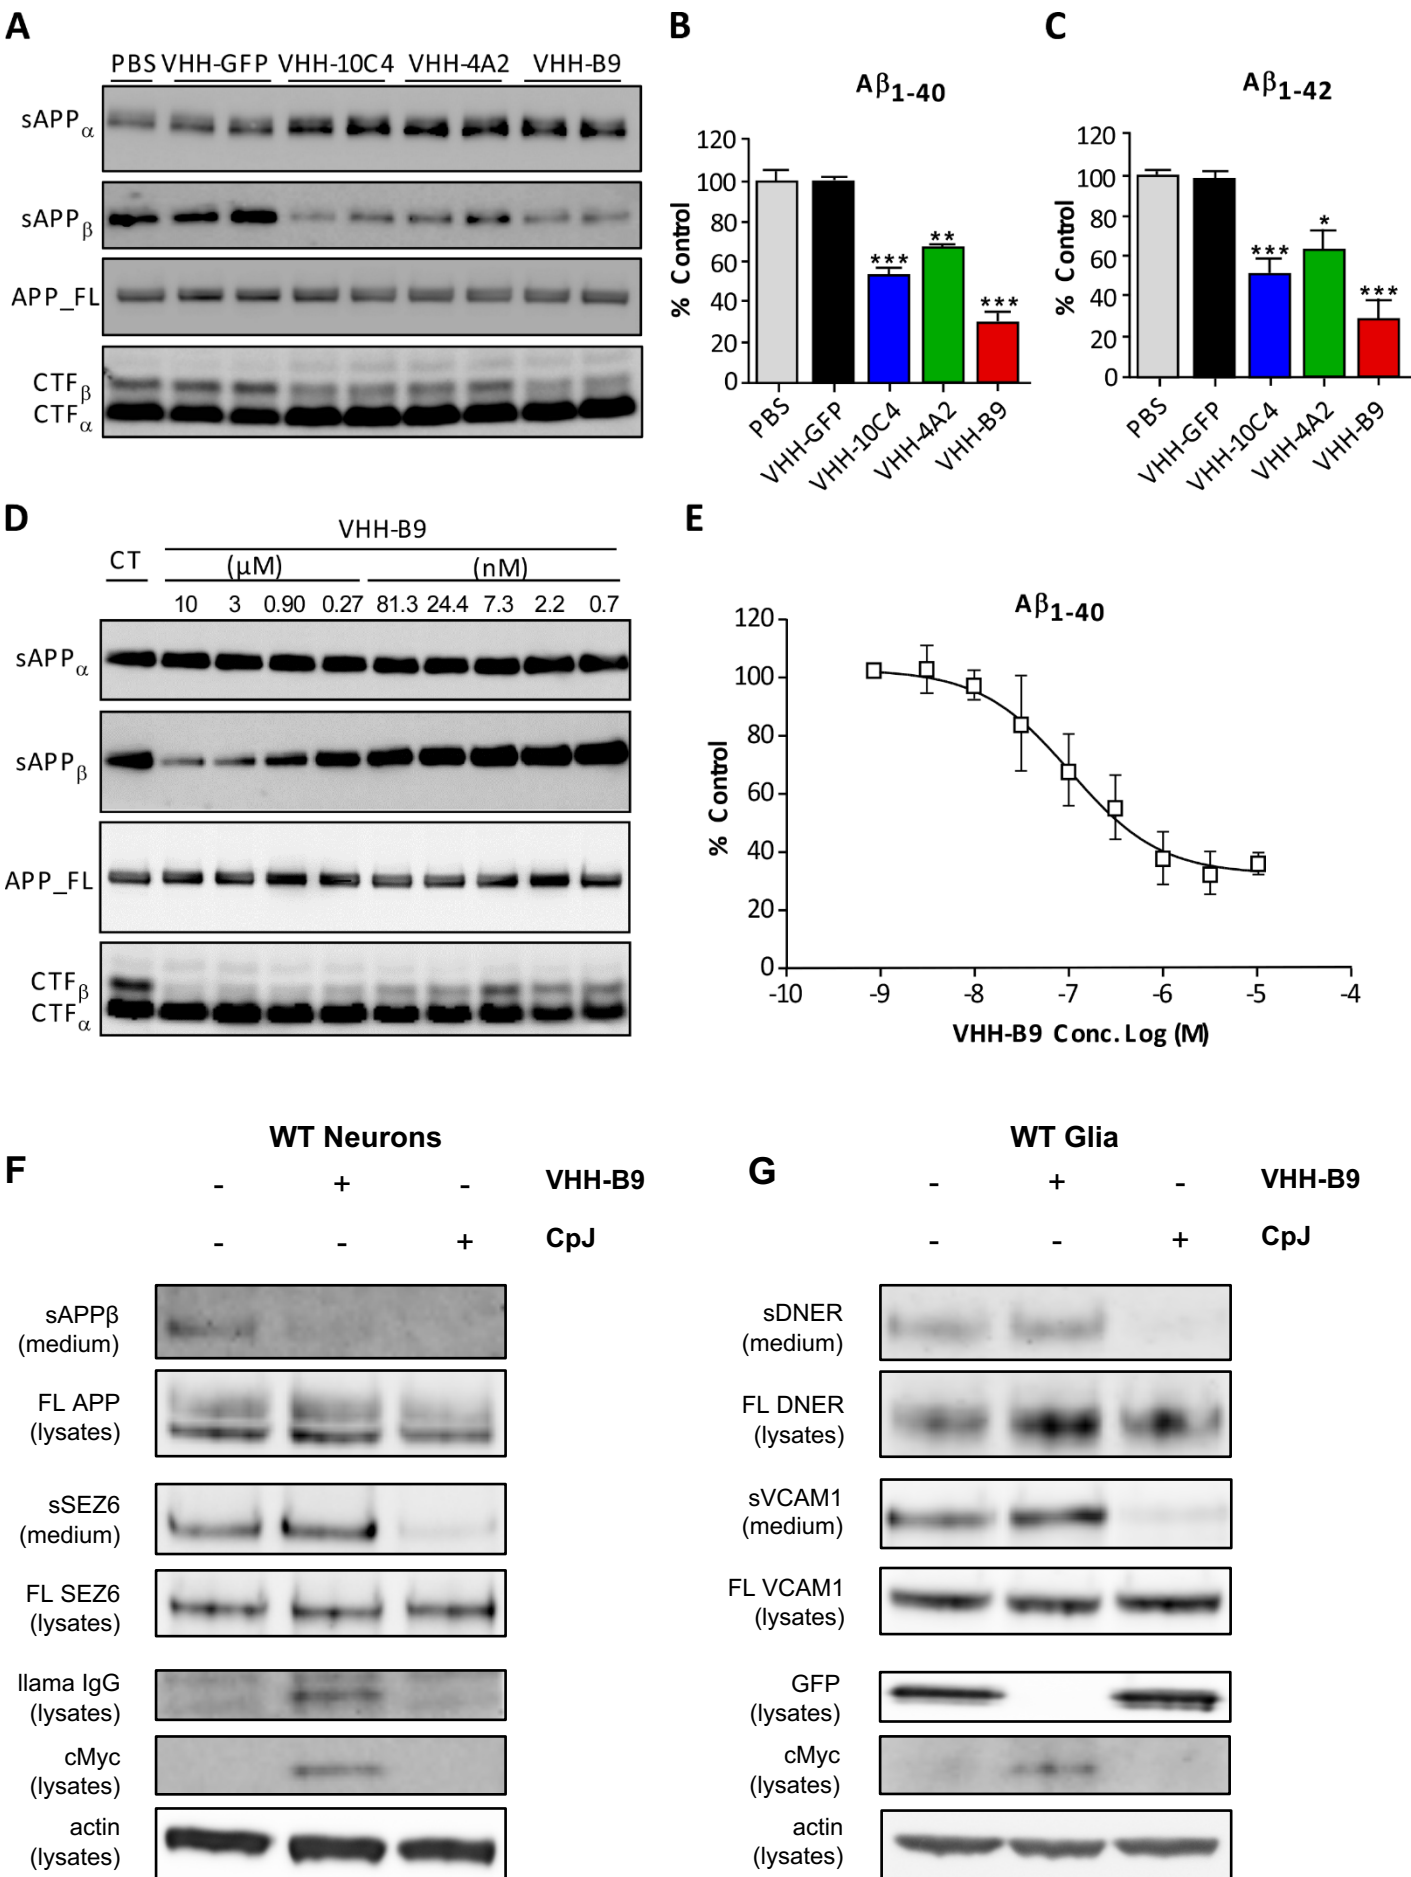 A
PBS VHH-GFP VHH-10C4 VHH-4A2 VHH-B9
sAPPα
sAPPβ
APP_FL
CTFβ
CTFα
B
Aβ1-40
% Control
120
100
80
60
40
20
0
*** ** ***
PBS
VHH-GFP
VHH-10C4
VHH-4A2
VHH-B9
C
Aβ1-42
% Control
120
100
80
60
40
20
0
*** * ***
PBS
VHH-GFP
VHH-10C4
VHH-4A2
VHH-B9
D
VHH-B9
CT (μM) (nM)
10 3 0.90 0.27 81.3 24.4 7.3 2.2 0.7
sAPPα
sAPPβ
APP_FL
CTFβ
CTFα
E
Aβ1-40
% Control
120
100
80
60
40
20
0
-10 -9 -8 -7 -6 -5 -4
VHH-B9 Conc. Log (M)
F
WT Neurons
- + - VHH-B9
- - + CpJ
sAPPβ
(medium)
FL APP
(lysates)
sSEZ6
(medium)
FL SEZ6
(lysates)
llama IgG
(lysates)
cMyc
(lysates)
actin
(lysates)
G
WT Glia
- + - VHH-B9
- - + CpJ
sDNER
(medium)
FL DNER
(lysates)
sVCAM1
(medium)
FL VCAM1
(lysates)
GFP
(lysates)
cMyc
(lysates)
actin
(lysates)